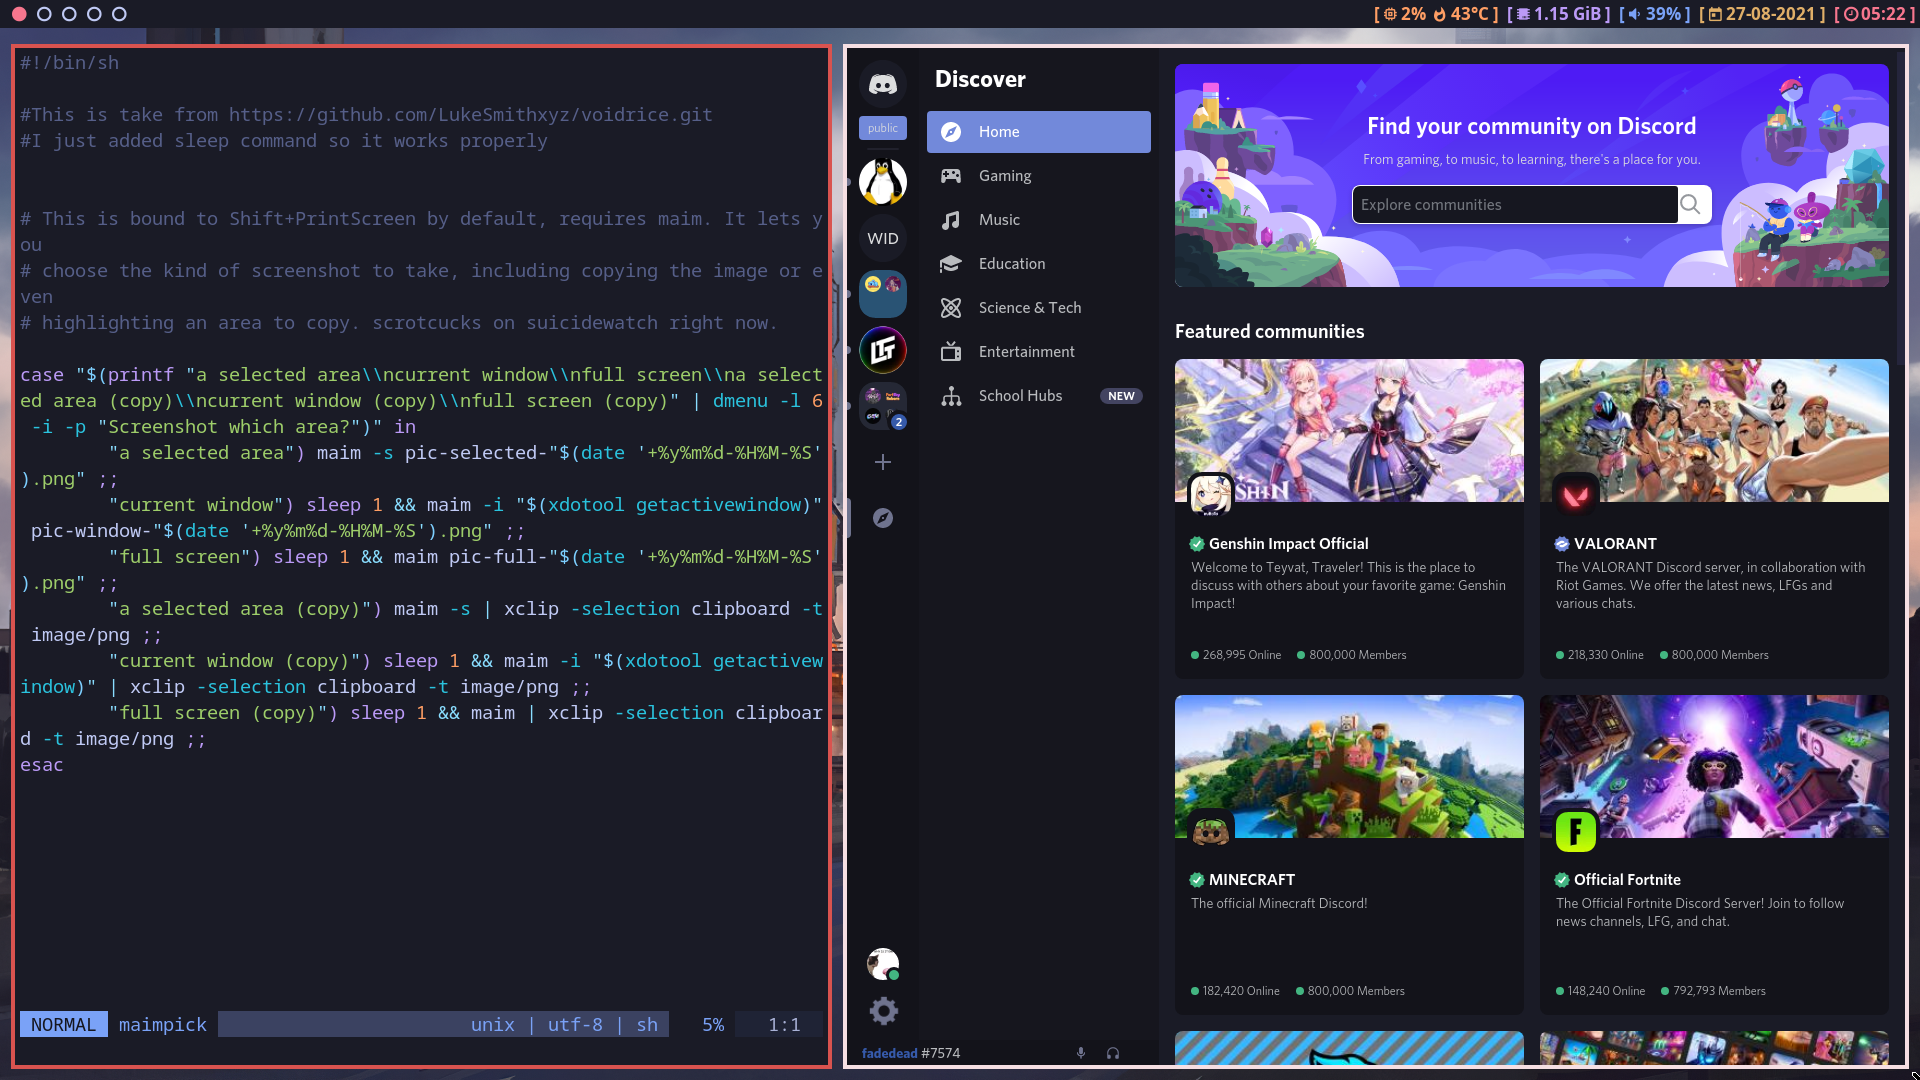 [ 2% 43°C ] [ 1.15 GiB ] [ 39% ] [ 27-08-2021 ] [ 05:22 ]
#!/bin/sh
#This is take from https://github.com/LukeSmithxyz/voidrice.git
#I just added sleep command so it works properly
# This is bound to Shift+PrintScreen by default, requires maim. It lets y
ou
# choose the kind of screenshot to take, including copying the image or e
ven
# highlighting an area to copy. scrotcucks on suicidewatch right now.
case "$(printf "a selected area\\ncurrent window\\nfull screen\\na select
ed area (copy)\\ncurrent window (copy)\\nfull screen (copy)" | dmenu -l 6
 -i -p "Screenshot which area?")" in
        "a selected area") maim -s pic-selected-"$(date '+%y%m%d-%H%M-%S'
).png" ;;
        "current window") sleep 1 && maim -i "$(xdotool getactivewindow)"
 pic-window-"$(date '+%y%m%d-%H%M-%S').png" ;;
        "full screen") sleep 1 && maim pic-full-"$(date '+%y%m%d-%H%M-%S'
).png" ;;
        "a selected area (copy)") maim -s | xclip -selection clipboard -t
 image/png ;;
        "current window (copy)") sleep 1 && maim -i "$(xdotool getactivew
indow)" | xclip -selection clipboard -t image/png ;;
        "full screen (copy)") sleep 1 && maim | xclip -selection clipboar
d -t image/png ;;
esac
NORMAL maimpick unix | utf-8 | sh 5% 1:1
public
WID
LTF
2
Discover
Home
Gaming
Music
Education
Science & Tech
Entertainment
School Hubs NEW
fadedead #7574
Find your community on Discord
From gaming, to music, to learning, there's a place for you.
Explore communities
Featured communities
SHIN
Genshin Impact Official
Welcome to Teyvat, Traveler! This is the place to
discuss with others about your favorite game: Genshin
Impact!
268,995 Online 800,000 Members
VALORANT
The VALORANT Discord server, in collaboration with
Riot Games. We offer the latest news, LFGs and
various chats.
218,330 Online 800,000 Members
MINECRAFT
The official Minecraft Discord!
182,420 Online 800,000 Members
F
Official Fortnite
The Official Fortnite Discord Server! Join to follow
news channels, LFG, and chat.
148,240 Online 792,793 Members